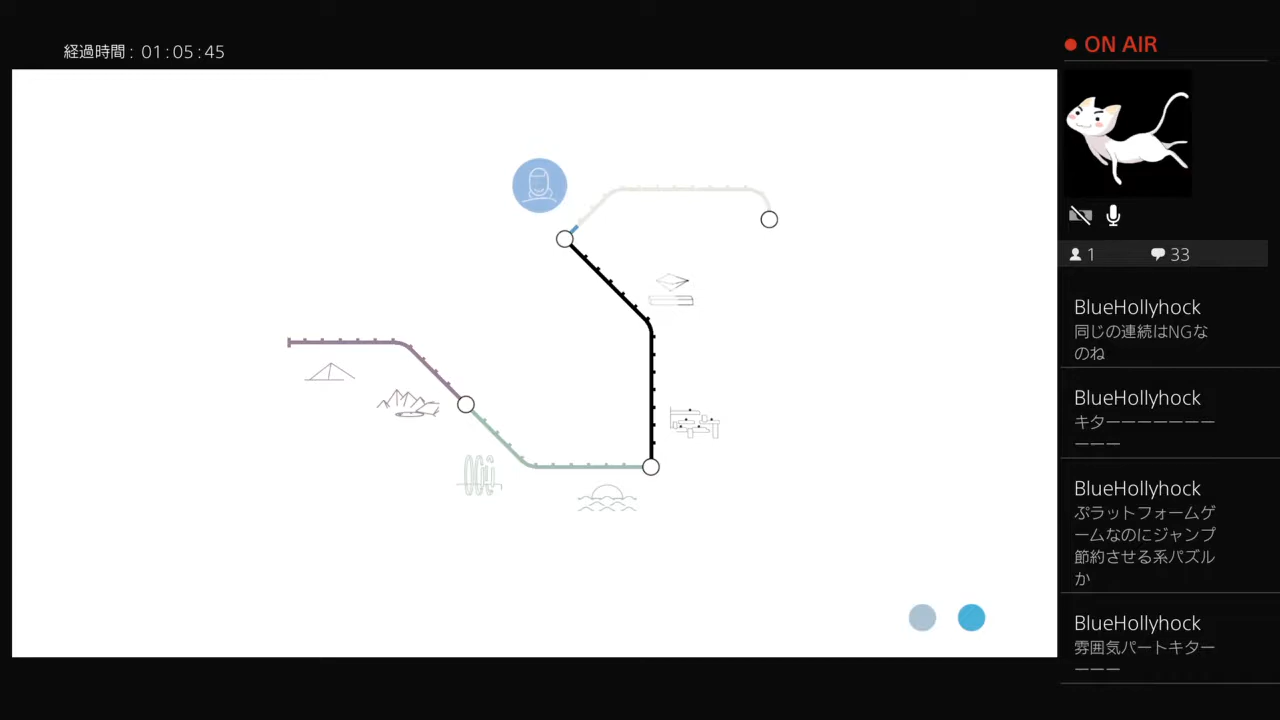 経過時間 : 01:05:45
ON AIR
1
33
BlueHollyhock
同じの連続はNGな
のね
BlueHollyhock
キターーーーーーー
ーーー
BlueHollyhock
ぷラットフォームゲ
ームなのにジャンプ
節約させる系パズル
か
BlueHollyhock
雰囲気パートキター
ーーー